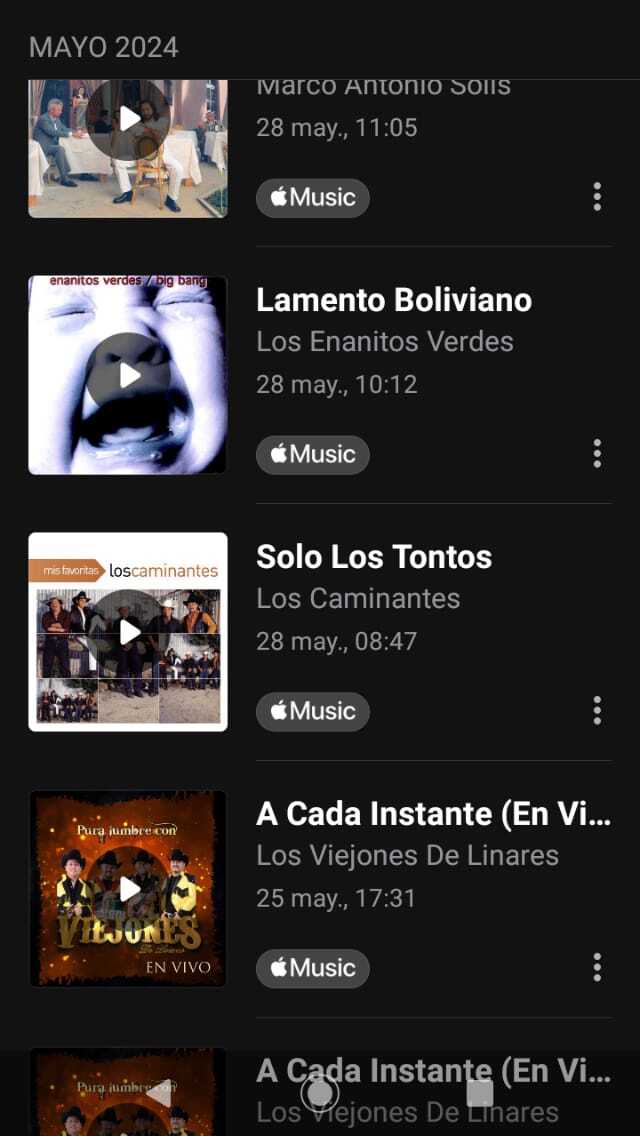 MAYO 2024
Marco Antonio Solís
28 may., 11:05
Music
enanitos verdes / big bang
Lamento Boliviano
Los Enanitos Verdes
28 may., 10:12
Music
mis favoritas loscaminantes
Solo Los Tontos
Los Caminantes
28 may., 08:47
Music
Pura lumbre con
VIEJONES
De Linares
EN VIVO
A Cada Instante (En Vi...
Los Viejones De Linares
25 may., 17:31
Music
Pura lumbre con
A Cada Instante (En Vi...
Los Viejones De Linares